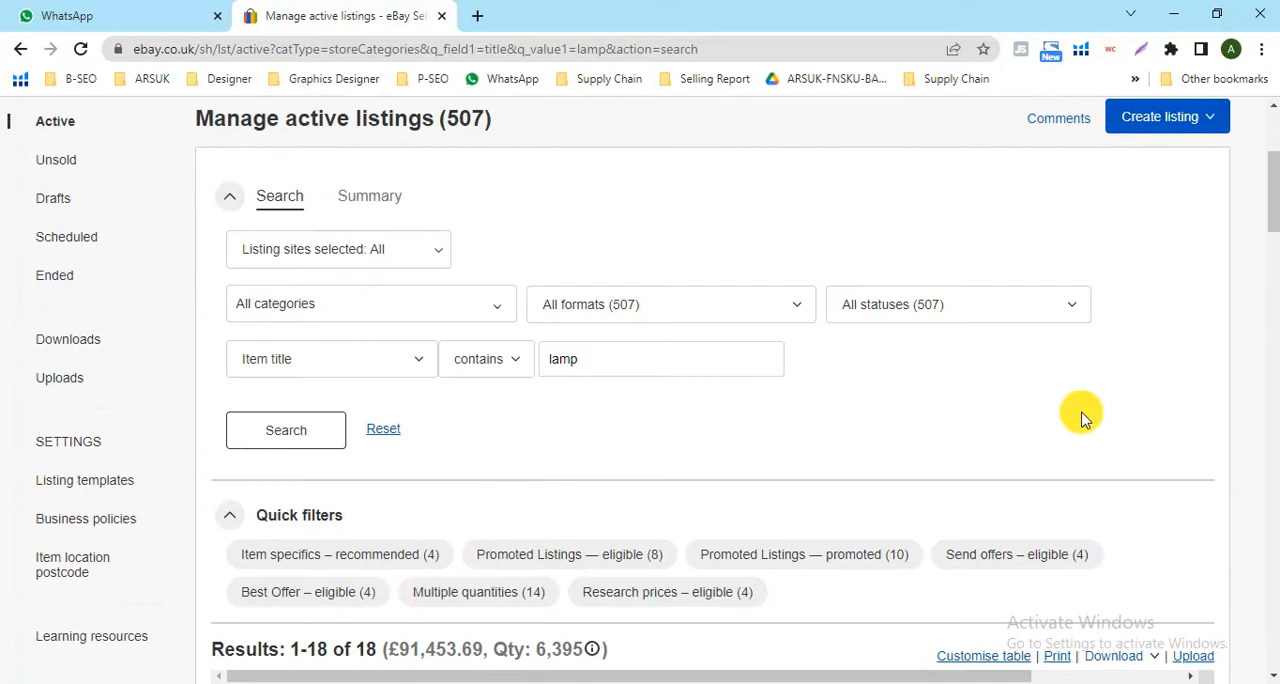 WhatsApp
Manage active listings - eBay Sel
ebay.co.uk/sh/lst/active?catType=storeCategories&q_field1=title&q_value1=lamp&action=search
JS
New
WC
A
B-SEO
ARSUK
Designer
Graphics Designer
P-SEO
WhatsApp
Supply Chain
Selling Report
ARSUK-FNSKU-BA...
Supply Chain
»
Other bookmarks
Active
Manage active listings (507)
Comments
Create listing
Unsold
Drafts
Search
Summary
Scheduled
Listing sites selected: All
Ended
All categories
All formats (507)
All statuses (507)
Downloads
Item title
contains
lamp
Uploads
Search
Reset
SETTINGS
Listing templates
Business policies
Quick filters
Item location
postcode
Item specifics – recommended (4)
Promoted Listings — eligible (8)
Promoted Listings — promoted (10)
Send offers – eligible (4)
Best Offer – eligible (4)
Multiple quantities (14)
Research prices – eligible (4)
Learning resources
Activate Windows
Go to Settings to activate Windows.
Results: 1-18 of 18 (£91,453.69, Qty: 6,395)
Customise table | Print | Download | Upload